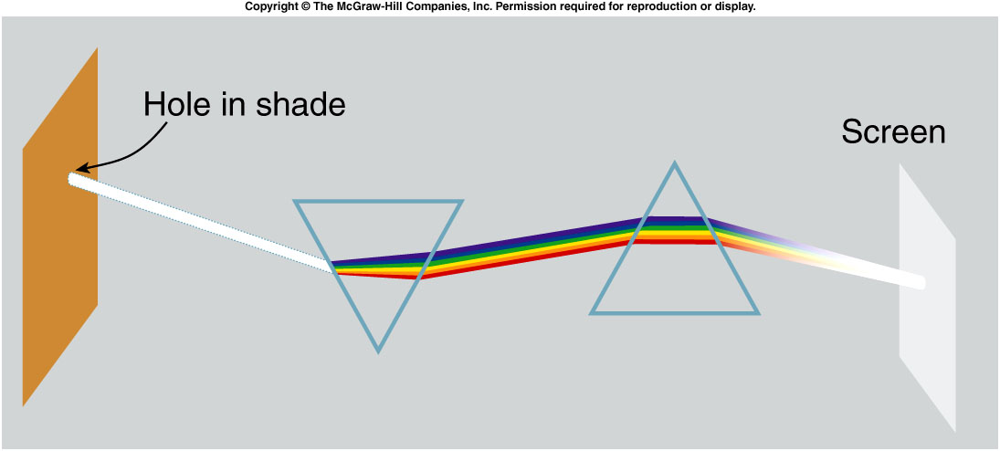 Copyright © The McGraw-Hill Companies, Inc. Permission required for reproduction or display.
Hole in shade
Screen